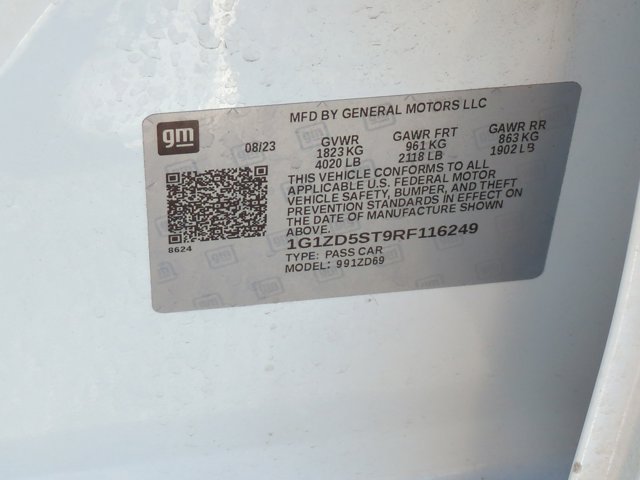 MFD BY GENERAL MOTORS LLC
gm
08/23 GVWR GAWR FRT GAWR RR
1823 KG 961 KG 863 KG
4020 LB 2118 LB 1902 LB
THIS VEHICLE CONFORMS TO ALL
APPLICABLE U.S. FEDERAL MOTOR
VEHICLE SAFETY, BUMPER, AND THEFT
PREVENTION STANDARDS IN EFFECT ON
THE DATE OF MANUFACTURE SHOWN
ABOVE.
1G1ZD5ST9RF116249
8624
TYPE: PASS CAR
MODEL: 991ZD69